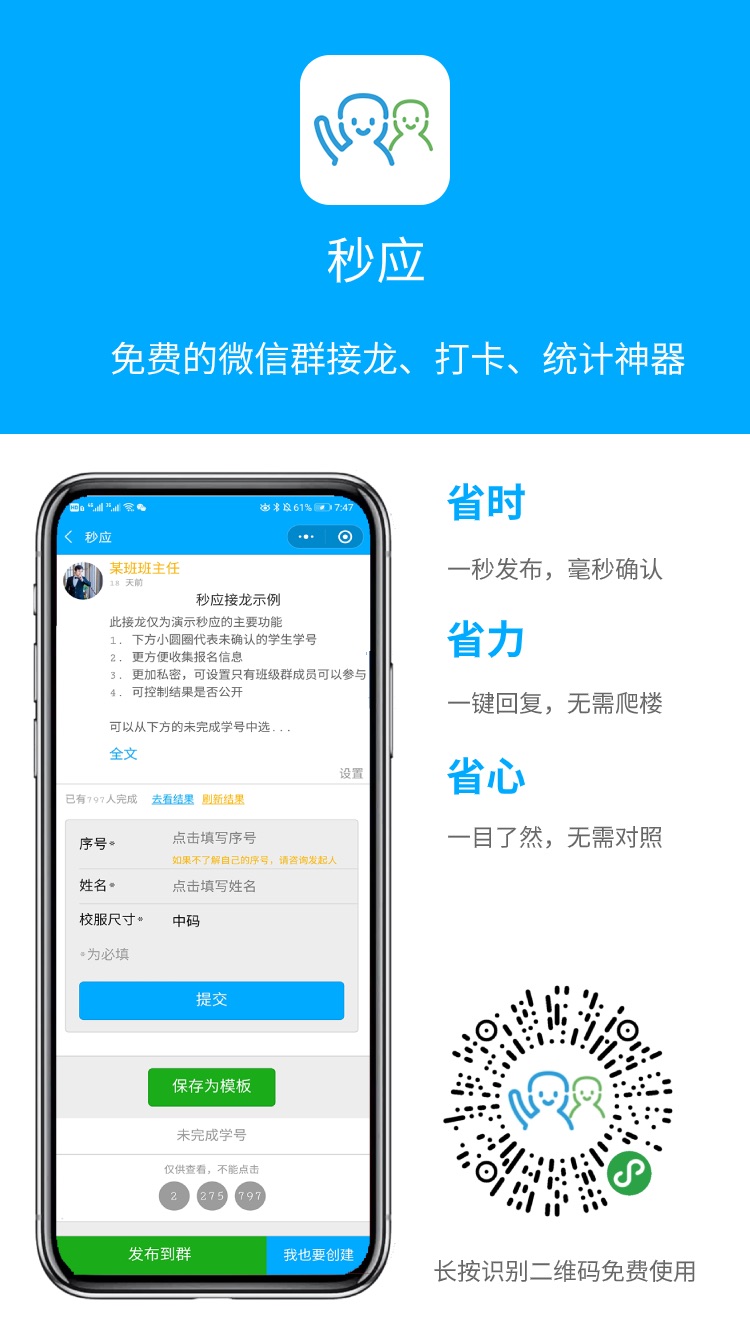 秒应
免费的微信群接龙、打卡、统计神器
61% 7:47
秒应
某班班主任
18 天前
秒应接龙示例
此接龙仅为演示秒应的主要功能
1. 下方小圆圈代表未确认的学生学号
2. 更方便收集报名信息
3. 更加私密，可设置只有班级群成员可以参与
4. 可控制结果是否公开
可以从下方的未完成学号中选...
全文
设置
已有797人完成 去看结果 刷新结果
序号* 点击填写序号
如果不了解自己的序号，请咨询发起人
姓名* 点击填写姓名
校服尺寸* 中码
*为必填
提交
保存为模板
未完成学号
仅供查看，不能点击
2 275 797
发布到群 我也要创建
省时
一秒发布，毫秒确认
省力
一键回复，无需爬楼
省心
一目了然，无需对照
长按识别二维码免费使用